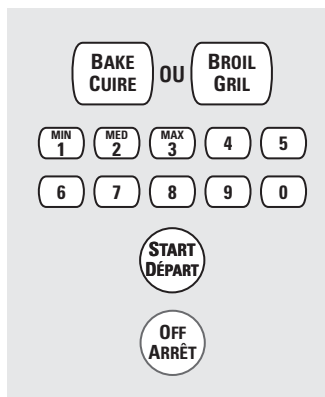 BAKE
CUIRE
OU
BROIL
GRIL
MIN
1
MED
2
MAX
3
4
5
6
7
8
9
0
START
DÉPART
OFF
ARRÊT